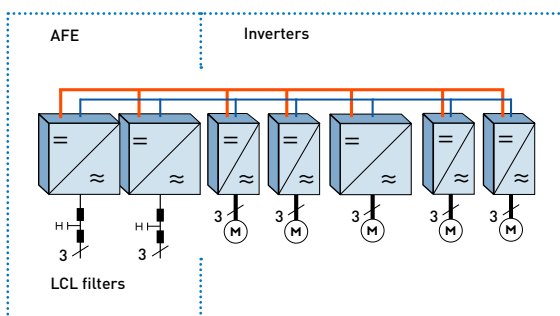 AFE Inverters
= = = = = = =
≈ ≈ ≈ ≈ ≈ ≈ ≈
3 3 3 3 3
H H M M M M M
3 3
LCL filters